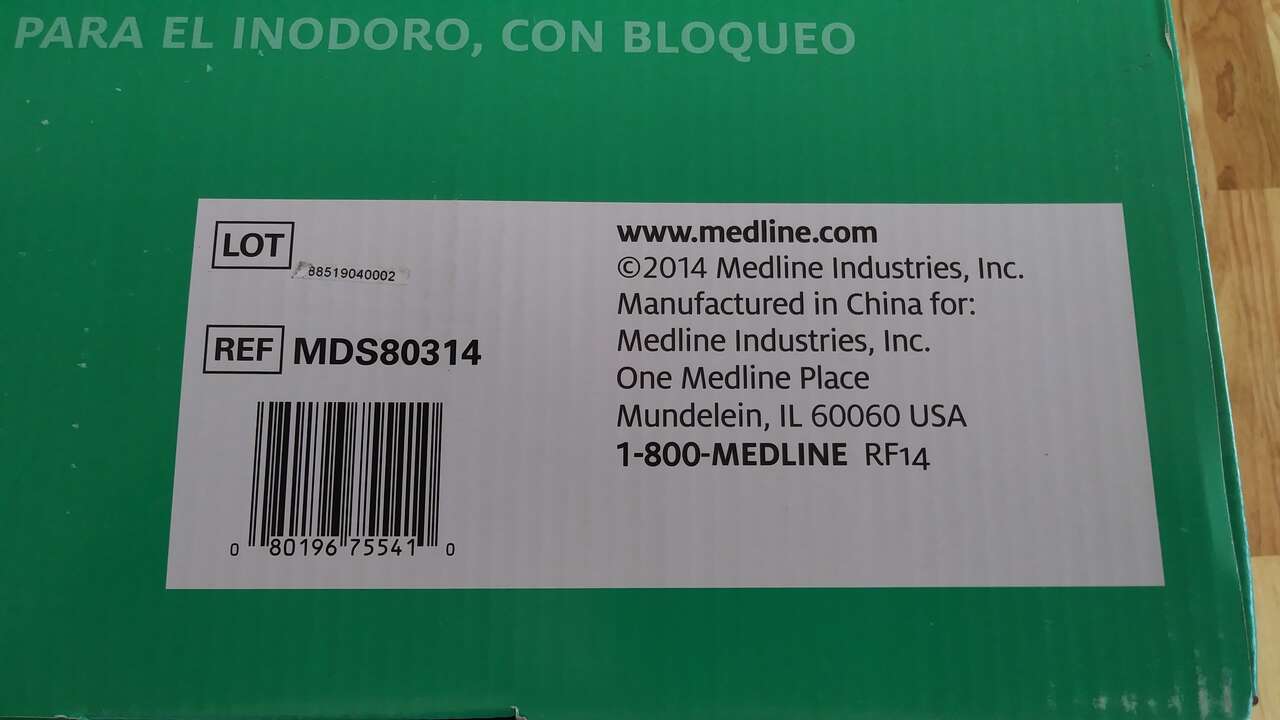 PARA EL INODORO, CON BLOQUEO
LOT
88519040002
REF MDS80314
0 80196 75541 0
www.medline.com
©2014 Medline Industries, Inc.
Manufactured in China for:
Medline Industries, Inc.
One Medline Place
Mundelein, IL 60060 USA
1-800-MEDLINE RF14